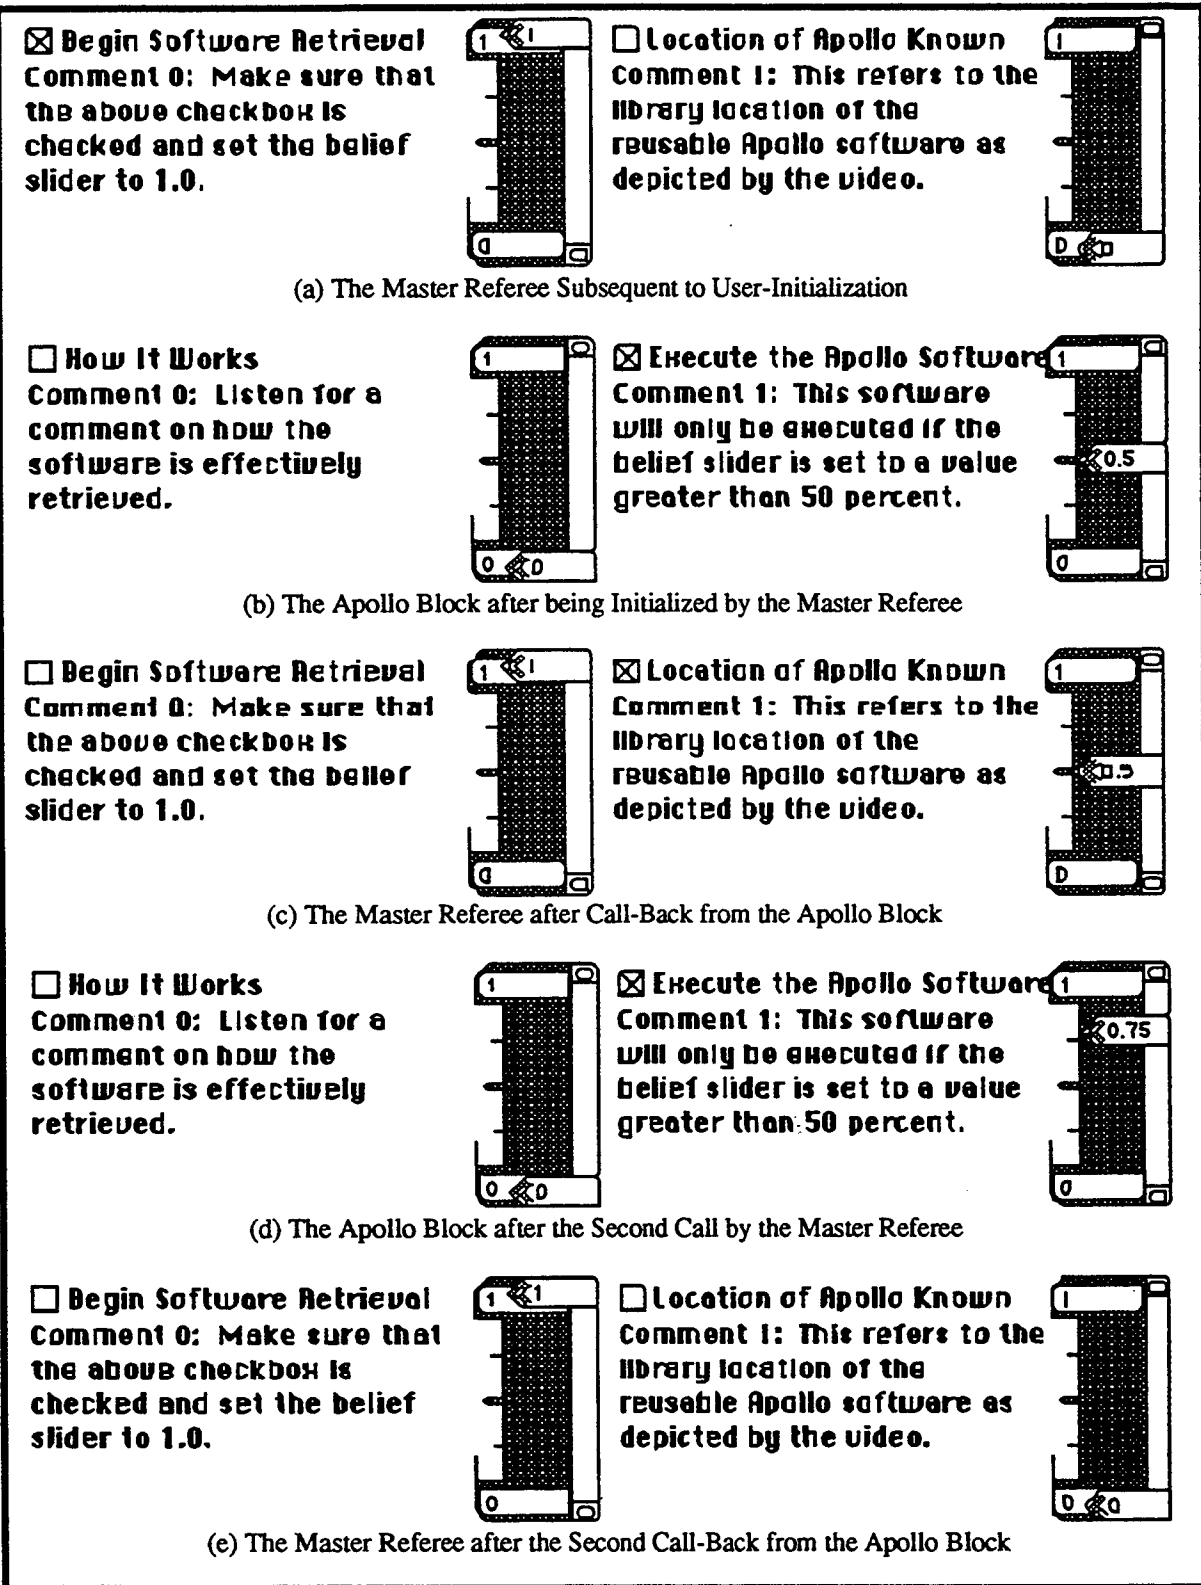 Begin Software Retrieval
Comment 0: Make sure that
the above checkbox is
checked and set the belief
slider to 1.0.
1
1
0
Location of Apollo Known
Comment 1: This refers to the
library location of the
reusable Apollo software as
depicted by the video.
1
0
0
(a) The Master Referee Subsequent to User-Initialization
How It Works
Comment 0: Listen for a
comment on how the
software is effectively
retrieved.
1
0
0
Execute the Apollo Software
Comment 1: This software
will only be executed if the
belief slider is set to a value
greater than 50 percent.
1
0.5
0
(b) The Apollo Block after being Initialized by the Master Referee
Begin Software Retrieval
Comment 0: Make sure that
the above checkbox is
checked and set the belief
slider to 1.0.
1
1
0
Location of Apollo Known
Comment 1: This refers to the
library location of the
reusable Apollo software as
depicted by the video.
1
0.5
0
(c) The Master Referee after Call-Back from the Apollo Block
How It Works
Comment 0: Listen for a
comment on how the
software is effectively
retrieved.
1
0
0
Execute the Apollo Software
Comment 1: This software
will only be executed if the
belief slider is set to a value
greater than 50 percent.
1
0.75
0
(d) The Apollo Block after the Second Call by the Master Referee
Begin Software Retrieval
Comment 0: Make sure that
the above checkbox is
checked and set the belief
slider to 1.0.
1
1
0
Location of Apollo Known
Comment 1: This refers to the
library location of the
reusable Apollo software as
depicted by the video.
1
0
0
(e) The Master Referee after the Second Call-Back from the Apollo Block